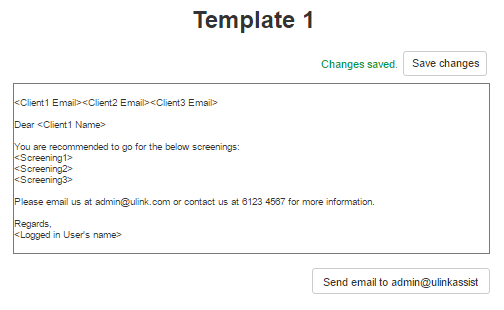 Template 1
Changes saved.
Save changes
<Client1 Email><Client2 Email><Client3 Email>
Dear <Client1 Name>
You are recommended to go for the below screenings:
<Screening1>
<Screening2>
<Screening3>
Please email us at admin@ulink.com or contact us at 6123 4567 for more information.
Regards,
<Logged in User's name>
Send email to admin@ulinkassist